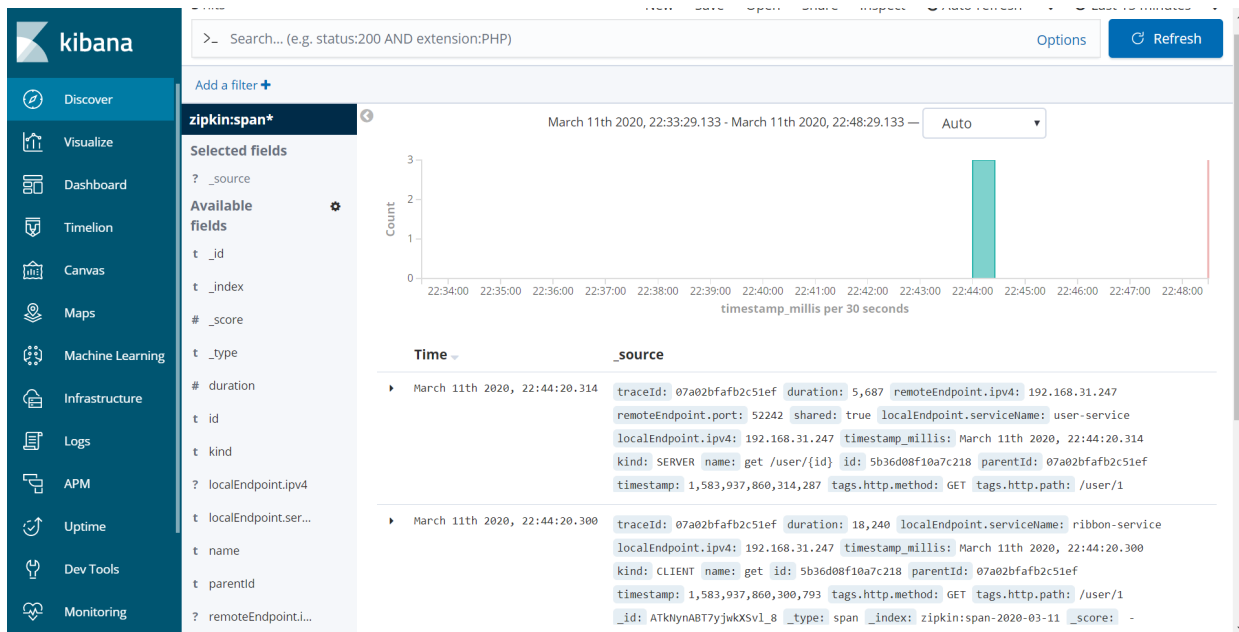 kibana
Discover
Visualize
Dashboard
Timelion
Canvas
Maps
Machine Learning
Infrastructure
Logs
APM
Uptime
Dev Tools
Monitoring
>_ Search... (e.g. status:200 AND extension:PHP)
Options
Refresh
Add a filter +
zipkin:span*
Selected fields
? _source
Available
fields
t _id
t _index
# _score
t _type
# duration
t id
t kind
? localEndpoint.ipv4
t localEndpoint.ser...
t name
t parentId
? remoteEndpoint.i...
March 11th 2020, 22:33:29.133 - March 11th 2020, 22:48:29.133 — Auto
3
2
1
0
Count
22:34:00 22:35:00 22:36:00 22:37:00 22:38:00 22:39:00 22:40:00 22:41:00 22:42:00 22:43:00 22:44:00 22:45:00 22:46:00 22:47:00 22:48:00
timestamp_millis per 30 seconds
Time _source
March 11th 2020, 22:44:20.314 traceId: 07a02bfafb2c51ef duration: 5,687 remoteEndpoint.ipv4: 192.168.31.247
remoteEndpoint.port: 52242 shared: true localEndpoint.serviceName: user-service
localEndpoint.ipv4: 192.168.31.247 timestamp_millis: March 11th 2020, 22:44:20.314
kind: SERVER name: get /user/{id} id: 5b36d08f10a7c218 parentId: 07a02bfafb2c51ef
timestamp: 1,583,937,860,314,287 tags.http.method: GET tags.http.path: /user/1
March 11th 2020, 22:44:20.300 traceId: 07a02bfafb2c51ef duration: 18,240 localEndpoint.serviceName: ribbon-service
localEndpoint.ipv4: 192.168.31.247 timestamp_millis: March 11th 2020, 22:44:20.300
kind: CLIENT name: get id: 5b36d08f10a7c218 parentId: 07a02bfafb2c51ef
timestamp: 1,583,937,860,300,793 tags.http.method: GET tags.http.path: /user/1
_id: ATkNynABT7yjwkXSvl_8 _type: span _index: zipkin:span-2020-03-11 _score: -